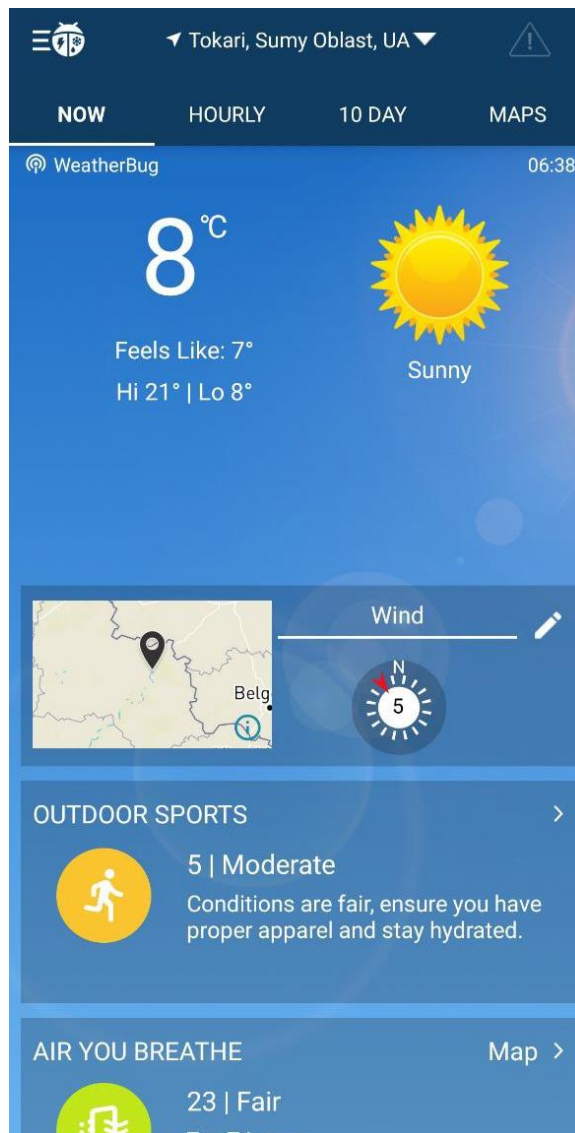 Tokari, Sumy Oblast, UA
NOW HOURLY 10 DAY MAPS
WeatherBug 06:38
8 °C
Feels Like: 7°
Hi 21° | Lo 8°
Sunny
Wind
Belg
N
5
OUTDOOR SPORTS
5 | Moderate
Conditions are fair, ensure you have
proper apparel and stay hydrated.
AIR YOU BREATHE Map
23 | Fair